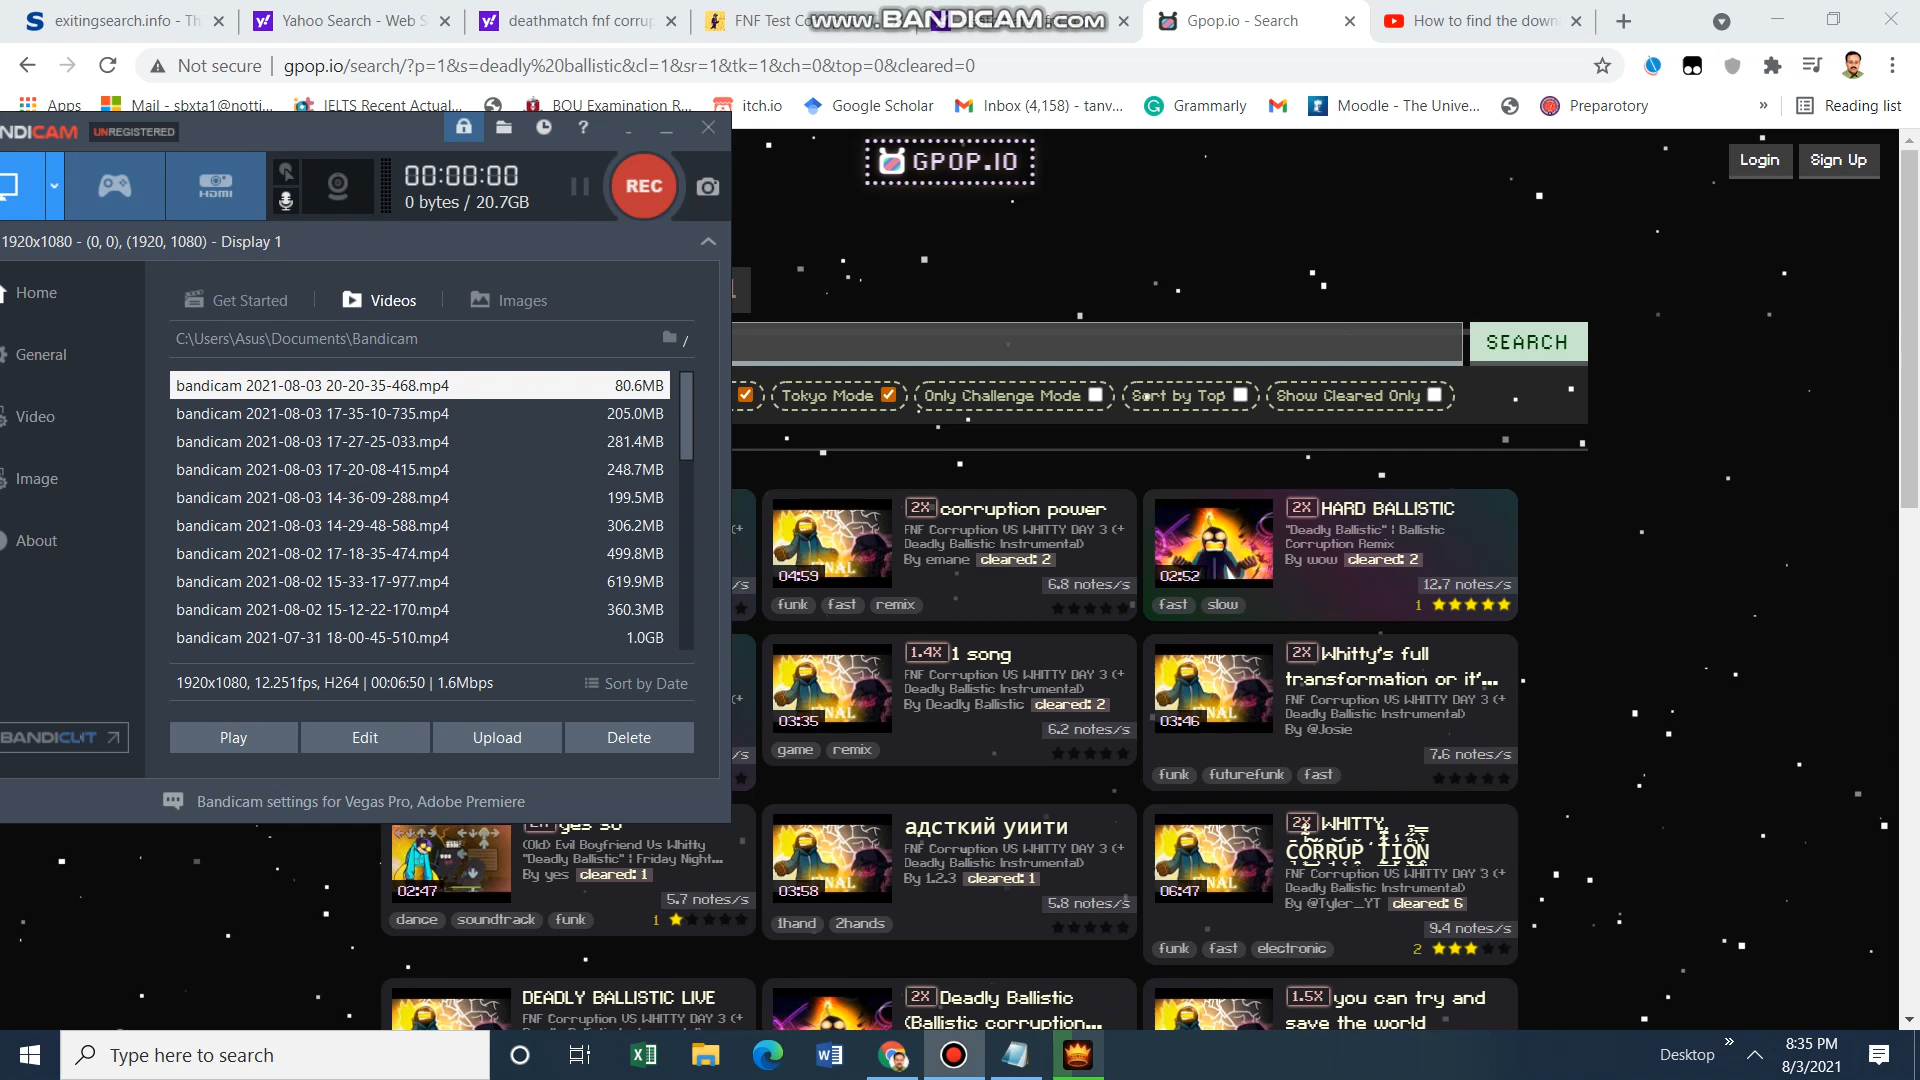 exitingsearch.info - Th
Yahoo Search - Web S
deathmatch fnf corrup
FNF Test Co
www.BANDICAM.com
Gpop.io - Search
How to find the down
Not secure
gpop.io/search/?p=1&s=deadly%20ballistic&cl=1&sr=1&tk=1&ch=0&top=0&cleared=0
Apps
Mail - sbxta1@notti...
IELTS Recent Actual...
BOU Examination R...
itch.io
Google Scholar
Inbox (4,158) - tanv...
Grammarly
Moodle - The Unive...
Preparotory
»
Reading list
NDICAM
UNREGISTERED
HDMI
00:00:00
0 bytes / 20.7GB
REC
1920x1080 - (0, 0), (1920, 1080) - Display 1
Home
General
Video
Image
About
BANDICUT
Get Started
Videos
Images
C:\Users\Asus\Documents\Bandicam
/
bandicam 2021-08-03 20-20-35-468.mp4 80.6MB
bandicam 2021-08-03 17-35-10-735.mp4 205.0MB
bandicam 2021-08-03 17-27-25-033.mp4 281.4MB
bandicam 2021-08-03 17-20-08-415.mp4 248.7MB
bandicam 2021-08-03 14-36-09-288.mp4 199.5MB
bandicam 2021-08-03 14-29-48-588.mp4 306.2MB
bandicam 2021-08-02 17-18-35-474.mp4 499.8MB
bandicam 2021-08-02 15-33-17-977.mp4 619.9MB
bandicam 2021-08-02 15-12-22-170.mp4 360.3MB
bandicam 2021-07-31 18-00-45-510.mp4 1.0GB
1920x1080, 12.251fps, H264 | 00:06:50 | 1.6Mbps
Sort by Date
Play
Edit
Upload
Delete
Bandicam settings for Vegas Pro, Adobe Premiere
GPOP.IO
Login
Sign Up
SEARCH
Tokyo Mode
Only Challenge Mode
Sort by Top
Show Cleared Only
2X corruption power
FNF Corruption VS WHITTY DAY 3 (+
Deadly Ballistic Instrumental)
By emane cleared: 2
04:59
6.8 notes/s
funk fast remix
2X HARD BALLISTIC
"Deadly Ballistic" | Ballistic
Corruption Remix
By wow cleared: 2
02:52
12.7 notes/s
fast slow
1
1.4X 1 song
FNF Corruption VS WHITTY DAY 3 (+
Deadly Ballistic Instrumental)
By Deadly Ballistic cleared: 2
03:35
6.2 notes/s
game remix
2X Whitty's full
transformation or it'...
FNF Corruption VS WHITTY DAY 3 (+
Deadly Ballistic Instrumental)
By @Josie
03:46
7.6 notes/s
funk futurefunk fast
yes so
(Old) Evil Boyfriend Vs Whitty
"Deadly Ballistic" | Friday Night...
By yes cleared: 1
02:47
5.7 notes/s
dance soundtrack funk
1
адсткий уиити
FNF Corruption VS WHITTY DAY 3 (+
Deadly Ballistic Instrumental)
By 1.2.3 cleared: 1
03:58
5.8 notes/s
1hand 2hands
2X WHITTY
CORRUPTION
FNF Corruption VS WHITTY DAY 3 (+
Deadly Ballistic Instrumental)
By @Tyler_YT cleared: 6
06:47
9.4 notes/s
funk fast electronic
2
DEADLY BALLISTIC LIVE
FNF Corruption VS WHITTY DAY 3 (+
2X Deadly Ballistic
(Ballistic corruption...
1.5X you can try and
save the world
Type here to search
Desktop
»
8:35 PM
8/3/2021